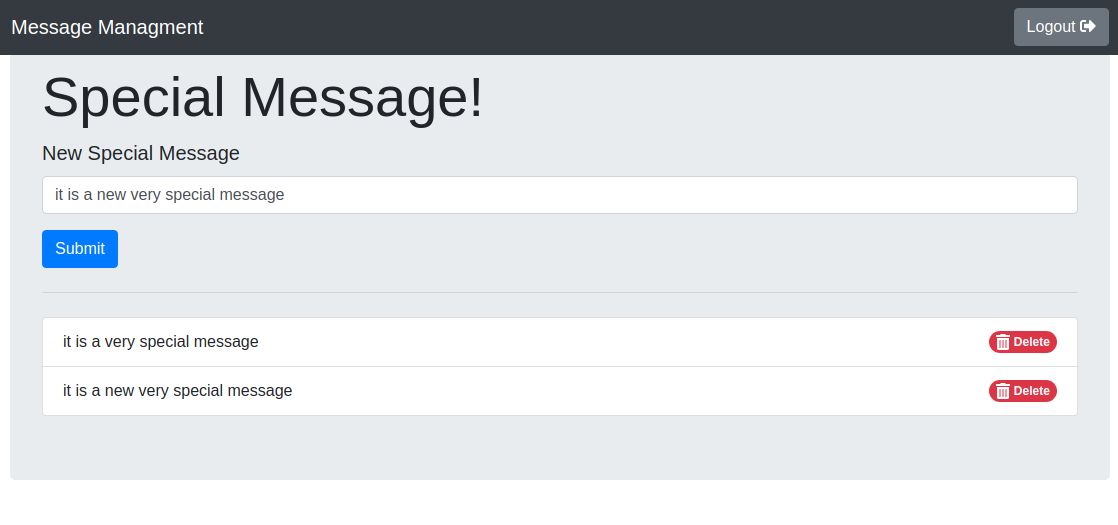 Message Managment
Logout
Special Message!
New Special Message
it is a new very special message
Submit
it is a very special message
Delete
it is a new very special message
Delete